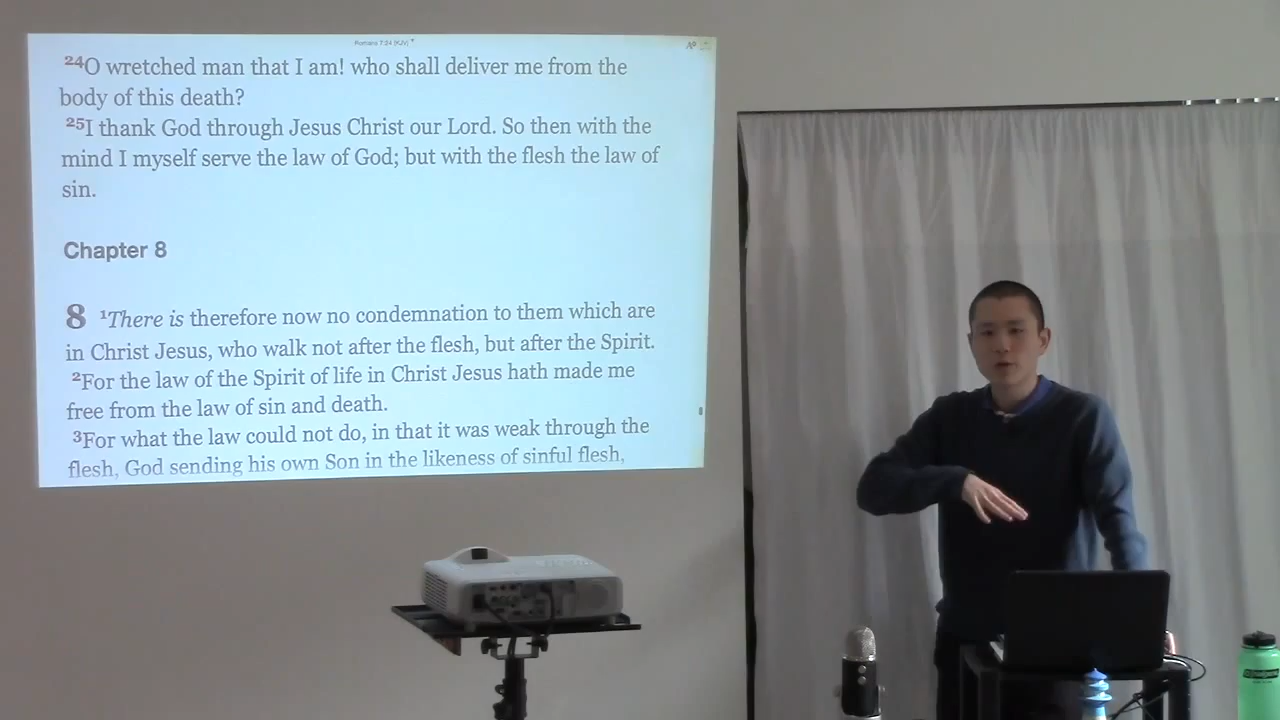 Romans 7:24 (KJV)
24O wretched man that I am! who shall deliver me from the
body of this death?
25I thank God through Jesus Christ our Lord. So then with the
mind I myself serve the law of God; but with the flesh the law of
sin.
Chapter 8
8 1There is therefore now no condemnation to them which are
in Christ Jesus, who walk not after the flesh, but after the Spirit.
2For the law of the Spirit of life in Christ Jesus hath made me
free from the law of sin and death.
3For what the law could not do, in that it was weak through the
flesh, God sending his own Son in the likeness of sinful flesh,